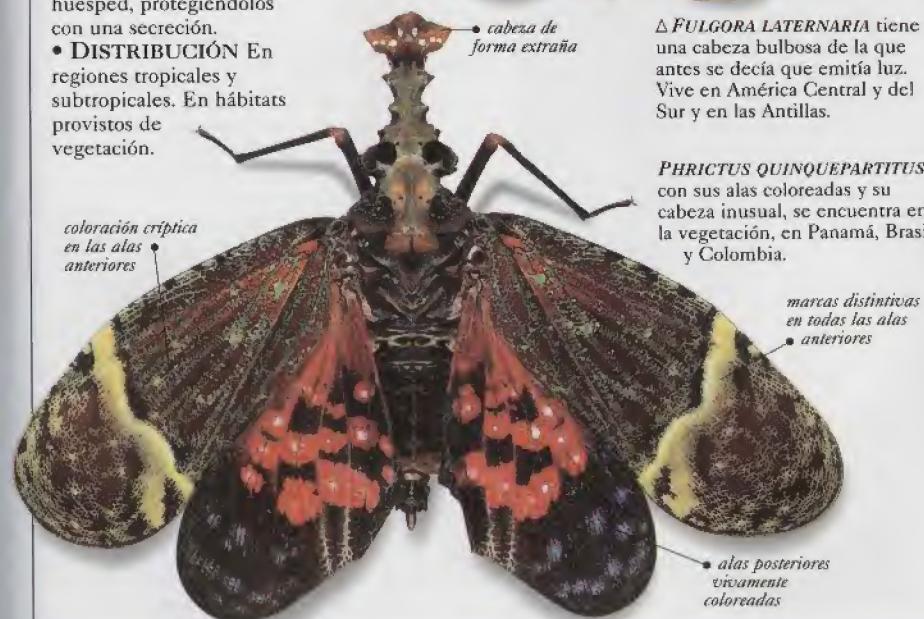 huésped, protegiéndolos
con una secreción.
• DISTRIBUCIÓN En
regiones tropicales y
subtropicales. En hábitats
provistos de
vegetación.
cabeza de
forma extraña
△ FULGORA LATERNARIA tiene
una cabeza bulbosa de la que
antes se decía que emitía luz.
Vive en América Central y del
Sur y en las Antillas.
PHRICTUS QUINQUEPARTITUS
con sus alas coloreadas y su
cabeza inusual, se encuentra en
la vegetación, en Panamá, Brasi
y Colombia.
coloración críptica
en las alas
anteriores
marcas distintivas
en todas las alas
anteriores
alas posteriores
vivamente
coloreadas